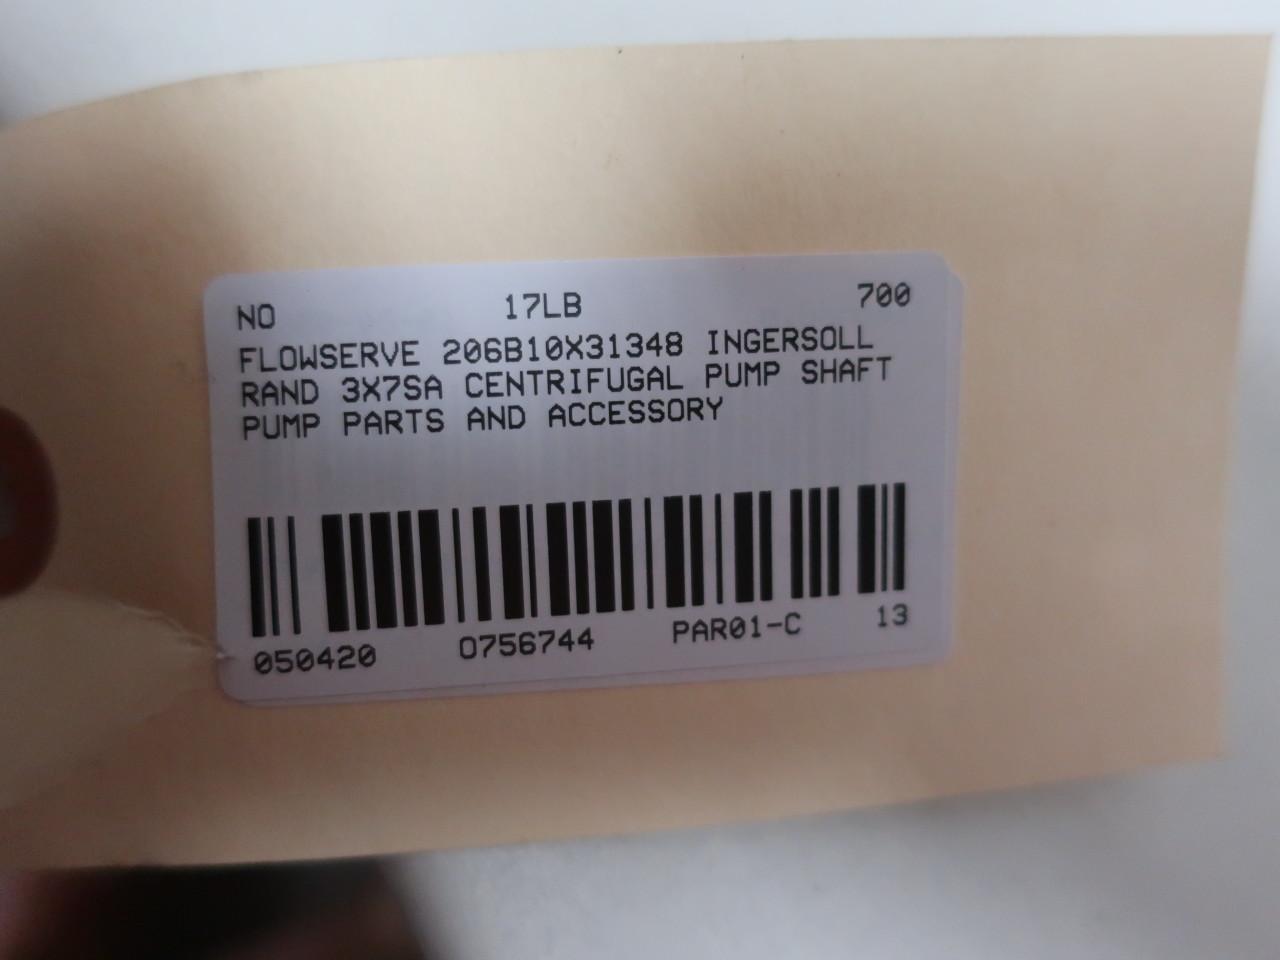 NO 17LB 700
FLOWSERVE 206B10X31348 INGERSOLL
RAND 3X7SA CENTRIFUGAL PUMP SHAFT
PUMP PARTS AND ACCESSORY
050420 0756744 PAR01-C 13